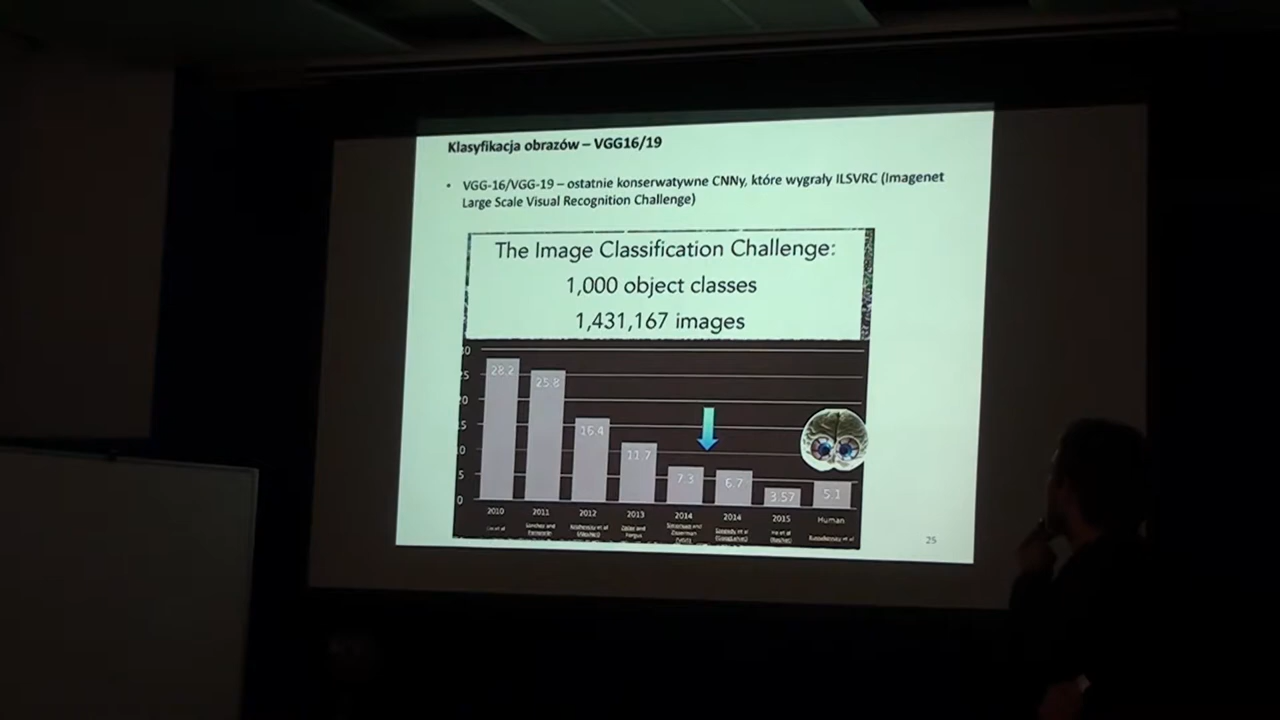 Klasyfikacja obrazów – VGG16/19
• VGG-16/VGG-19 – ostatnie konserwatywne CNNy, które wygrały ILSVRC (Imagenet
Large Scale Visual Recognition Challenge)
The Image Classification Challenge:
1,000 object classes
1,431,167 images
28.2 25.8 16.4 11.7 7.3 6.7 3.57 5.1
10
5
0
2010 2011 2012 2013 2014 2014 2015 Human
25